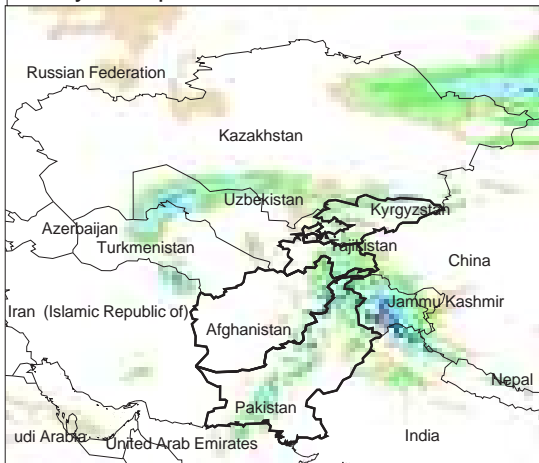 Russian Federation
Kazakhstan
Uzbekistan
Kyrgyzstan
Azerbaijan
Turkmenistan
Tajikistan
China
Iran (Islamic Republic of)
Jammu Kashmir
Afghanistan
Nepal
Pakistan
udi Arabia
United Arab Emirates
India